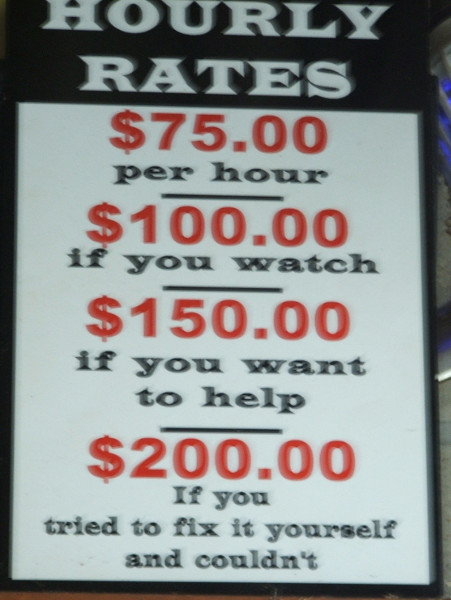 HOURLY
RATES
$75.00
per hour
$100.00
if you watch
$150.00
if you want
to help
$200.00
If you
tried to fix it yourself
and couldn't